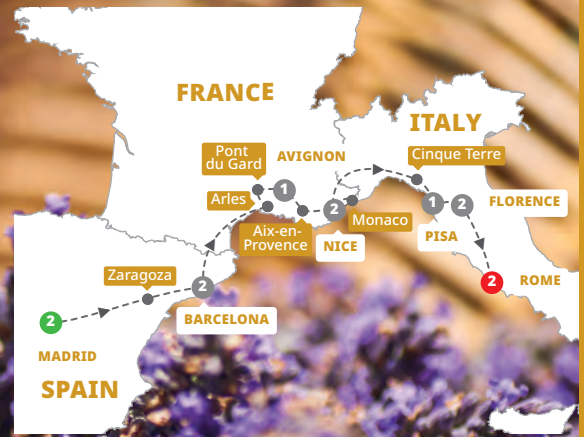 FRANCE
ITALY
Pont
du Gard
AVIGNON
1
Cinque Terre
Arles
Aix-en-
Provence
2
NICE
Monaco
1
2
FLORENCE
PISA
Zaragoza
2
BARCELONA
2
ROME
2
MADRID
SPAIN